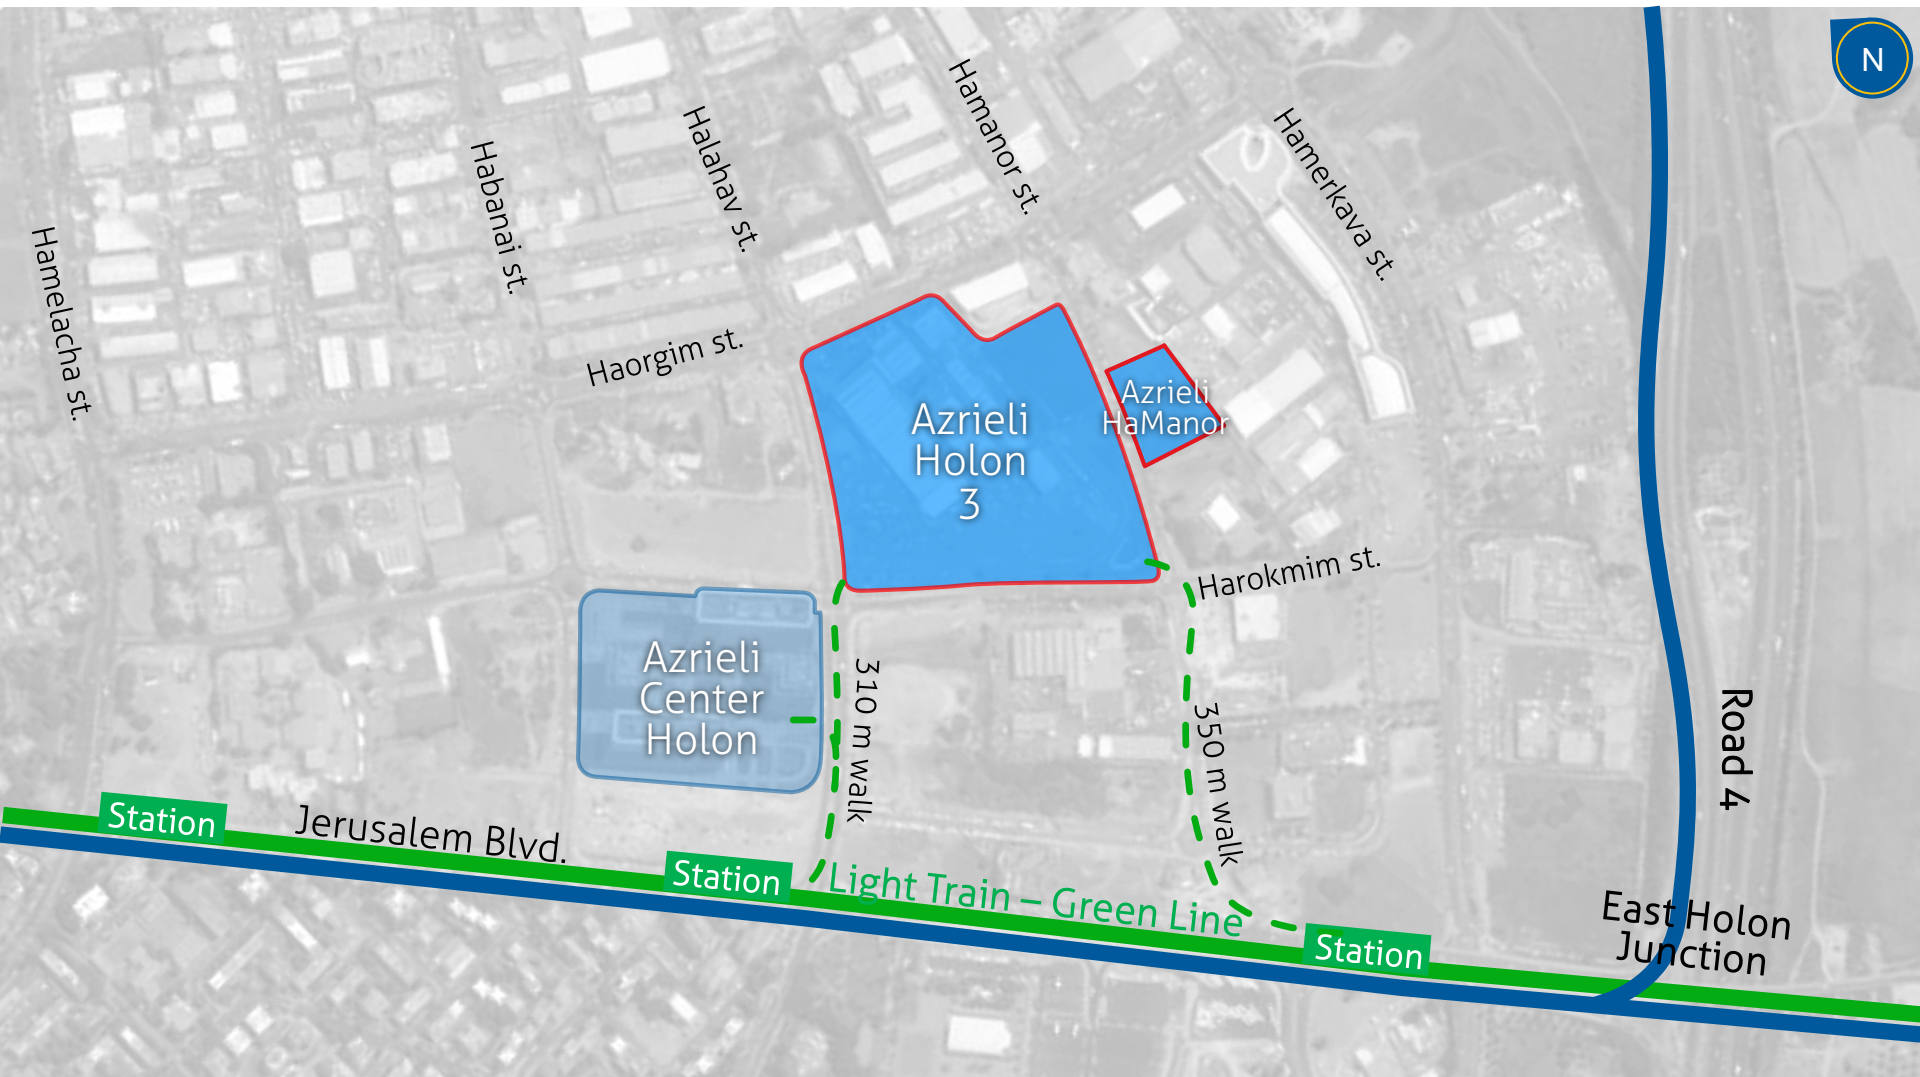 N
Hamanor st.
Halahav st.
Hamerkava st.
Habanai st.
Hamelacha st.
Haorgim st.
Azrieli
HaManor
Azrieli
Holon
3
Harokmim st.
Azrieli
Center
Holon
310 m walk
350 m walk
Road 4
Station
Jerusalem Blvd.
Station
Light Train – Green Line
Station
East Holon
Junction